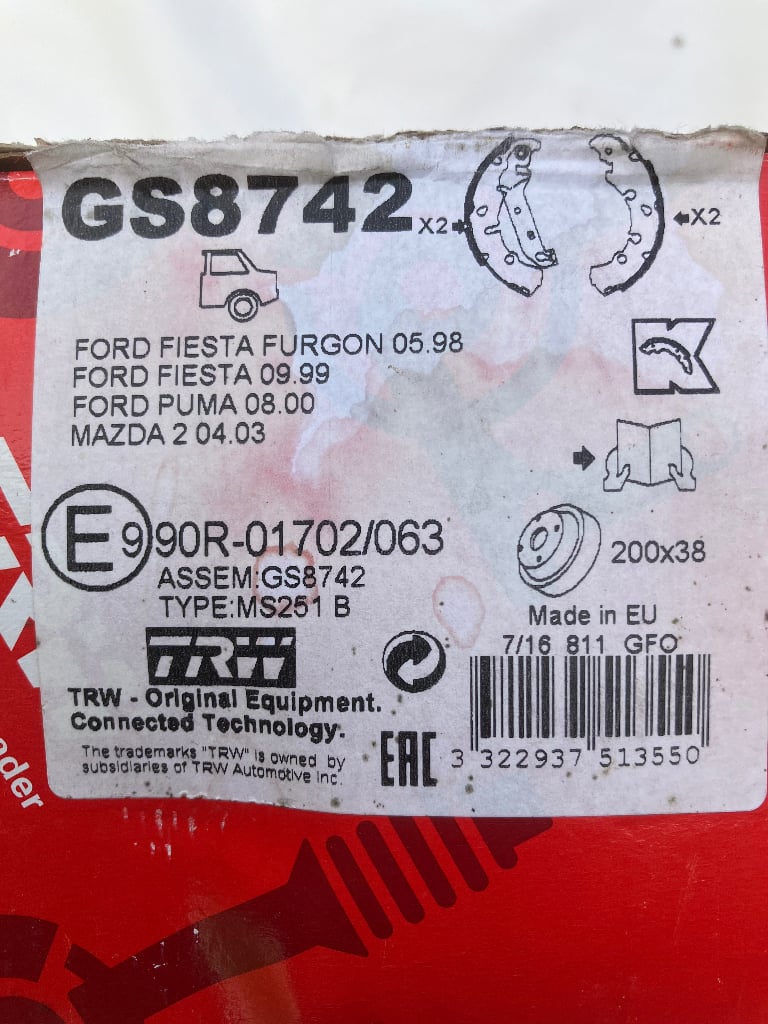 GS8742
X2
X2
FORD FIESTA FURGON 05.98
FORD FIESTA 09.99
FORD PUMA 08.00
MAZDA 2 04.03
K
E9 90R-01702/063
ASSEM:GS8742
TYPE:MS251 B
200x38
Made in EU
7/16 811 GFO
TRW
TRW - Original Equipment.
Connected Technology.
The trademarks "TRW" is owned by
subsidiaries of TRW Automotive Inc.
EAC
3 322937 513550